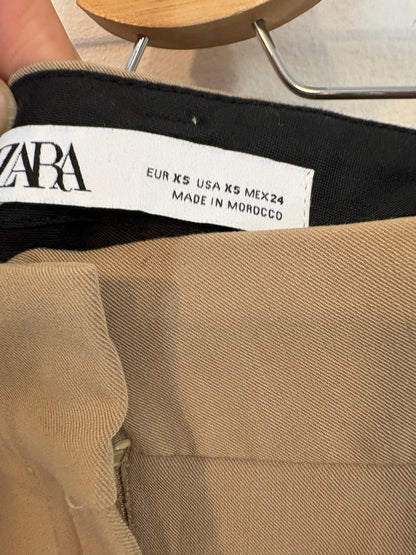 ZARA
EUR XS USA XS MEX 24
MADE IN MOROCCO